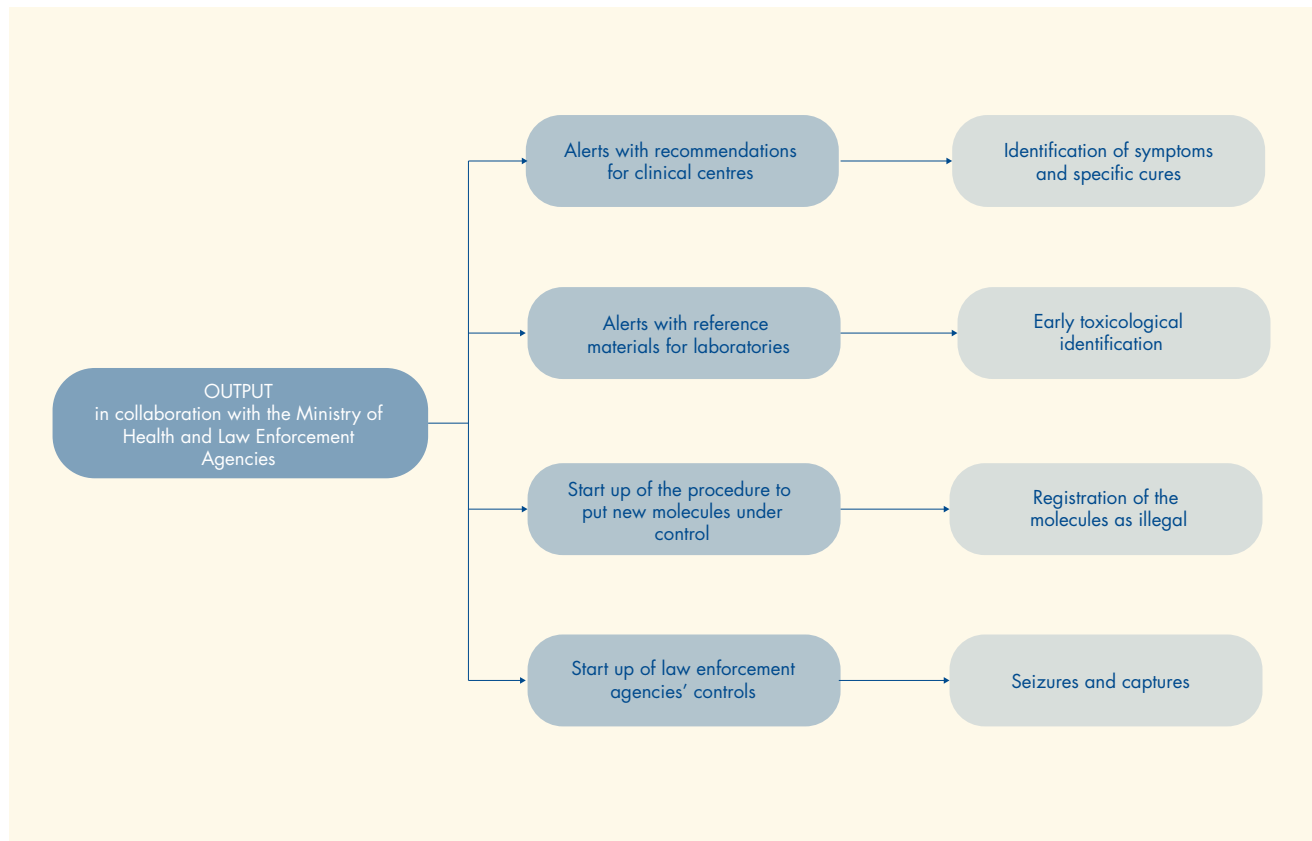 Alerts with recommendations
for clinical centres
Identification of symptoms
and specific cures
Alerts with reference
materials for laboratories
Early toxicological
identification
OUTPUT
in collaboration with the Ministry of
Health and Law Enforcement
Agencies
Start up of the procedure to
put new molecules under
control
Registration of the
molecules as illegal
Start up of law enforcement
agencies’ controls
Seizures and captures